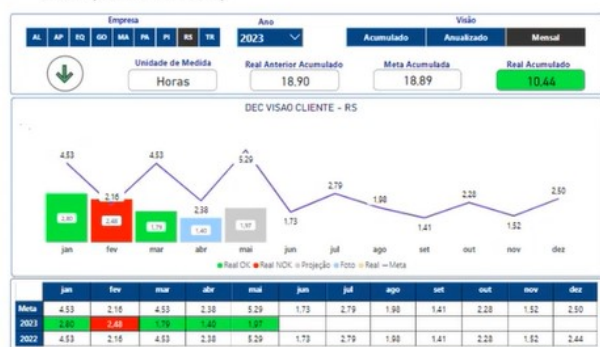 Empresa Ano Visão
AL AP EQ GO MA PA PI RS TR 2023 Acumulado Anualizado Mensal
Unidade de Medida Real Anterior Acumulado Meta Acumulada Real Acumulado
Horas 18,90 18,89 10,44
DEC VISAO CLIENTE - RS
4,53 2,16 4,53 2,38 5,29 1,73 2,79 1,98 1,41 2,28 1,52 2,50
2,80 2,48 1,79 1,40 1,97
jan fev mar abr mai jun jul ago set out nov dez
Real OK Real NOK Projeção Foto Real Meta
jan fev mar abr mai jun jul ago set out nov dez
Meta 4,53 2,16 4,53 2,38 5,29 1,73 2,79 1,98 1,41 2,28 1,52 2,50
2023 2,80 2,48 1,79 1,40 1,97
2022 4,53 2,16 4,53 2,38 5,29 1,73 2,79 1,98 1,41 2,28 1,52 2,44